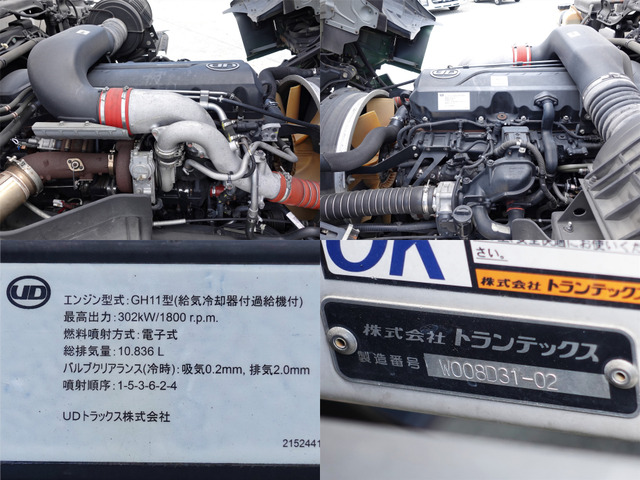 UD
UD
UD
エンジン型式:GH11型(給気冷却器付過給機付)
最高出力:302kW/1800 r.p.m.
燃料噴射方式:電子式
総排気量:10.836 L
バルブクリアランス(冷時):吸気0.2mm, 排気2.0mm
噴射順序:1-5-3-6-2-4
UDトラックス株式会社
2152441
OK
さい。
株式会社 トランテックス
株式会社 トランテックス
製造番号 W008D31-02